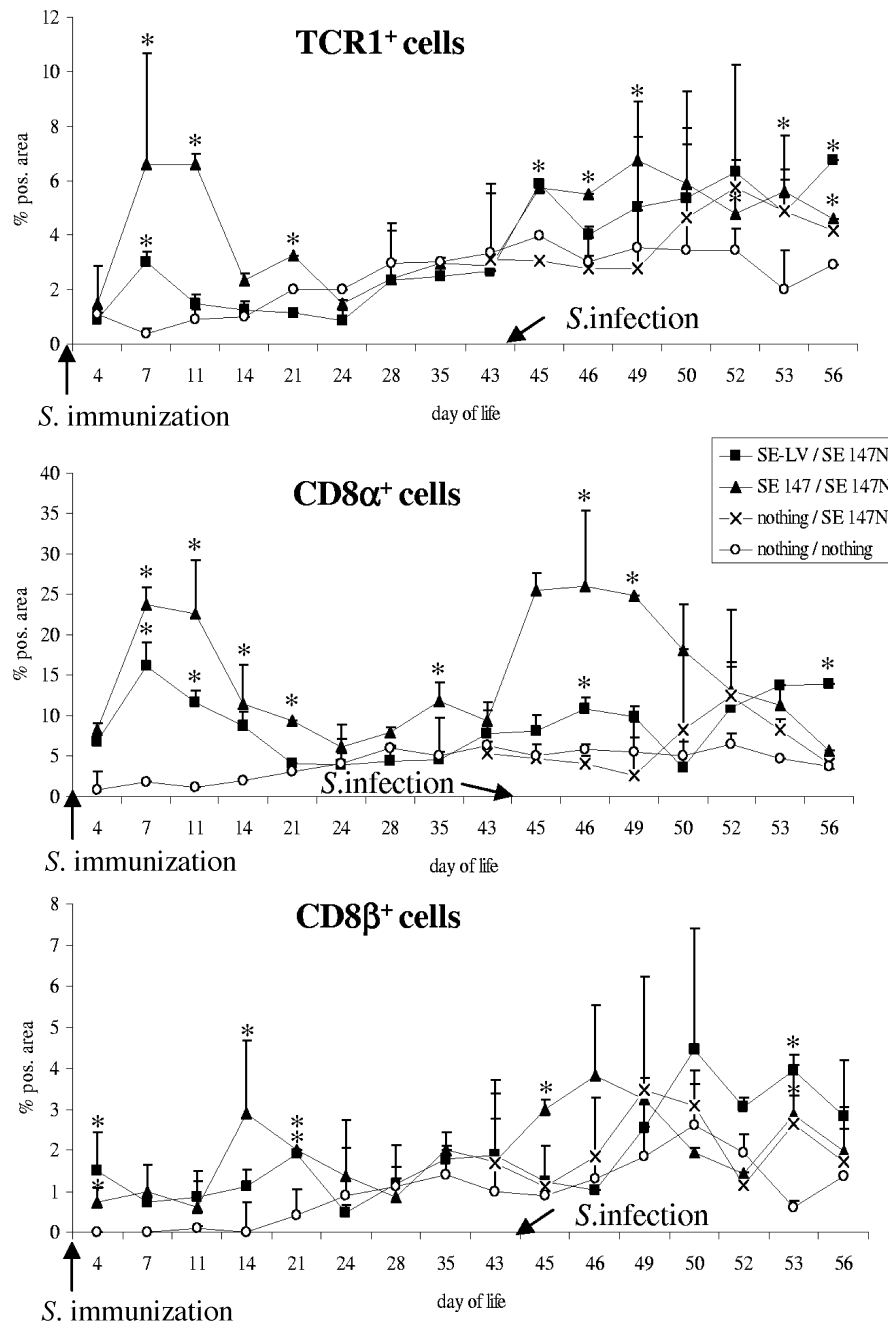 TCR1⁺ cells
12
10
8
6
4
2
0
% pos. area
* * * * * * * * * * *
S.infection
4 7 11 14 21 24 28 35 43 45 46 49 50 52 53 56
S. immunization
day of life
SE-LV / SE 147N
SE 147 / SE 147N
nothing / SE 147N
nothing / nothing
CD8α⁺ cells
40
35
30
25
20
15
10
5
0
% pos. area
* * * * * * * * * * *
S.infection
4 7 11 14 21 24 28 35 43 45 46 49 50 52 53 56
S. immunization
day of life
CD8β⁺ cells
8
7
6
5
4
3
2
1
0
% pos. area
* * * * * * * *
S.infection
4 7 11 14 21 24 28 35 43 45 46 49 50 52 53 56
S. immunization
day of life